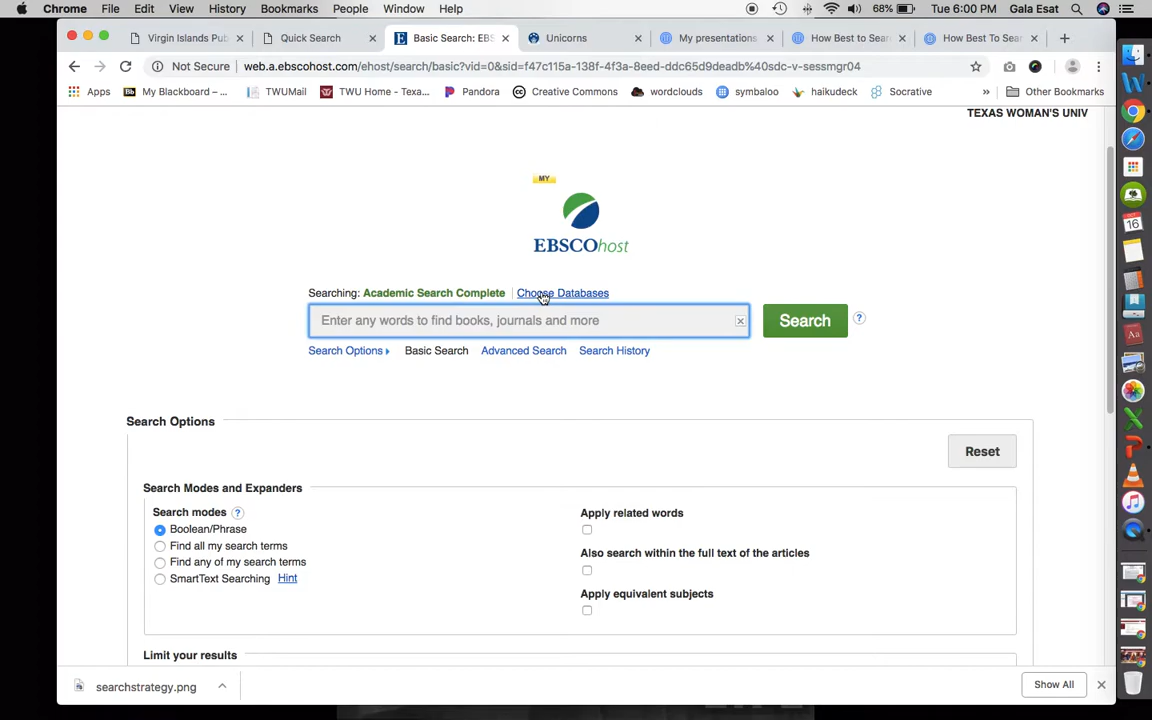 Chrome File Edit View History Bookmarks People Window Help 68% Tue 6:00 PM Gala Esat
Virgin Islands Pu Quick Search Basic Search: EBS Unicorns My presentations How Best to Sea How Best To Sea
Not Secure web.a.ebscohost.com/ehost/search/basic?vid=0&sid=f47c115a-138f-4f3a-8eed-ddc65d9deadb%40sdc-v-sessmgr04
Apps My Blackboard – ... TWUMail TWU Home - Texa... Pandora Creative Commons wordclouds symbaloo haikudeck Socrative » Other Bookmarks
TEXAS WOMAN'S UNIV
MY
EBSCOhost
Searching: Academic Search Complete Choose Databases
Enter any words to find books, journals and more Search
Search Options Basic Search Advanced Search Search History
Search Options
Reset
Search Modes and Expanders
Search modes
Boolean/Phrase
Find all my search terms
Find any of my search terms
SmartText Searching Hint
Apply related words
Also search within the full text of the articles
Apply equivalent subjects
Limit your results
searchstrategy.png Show All